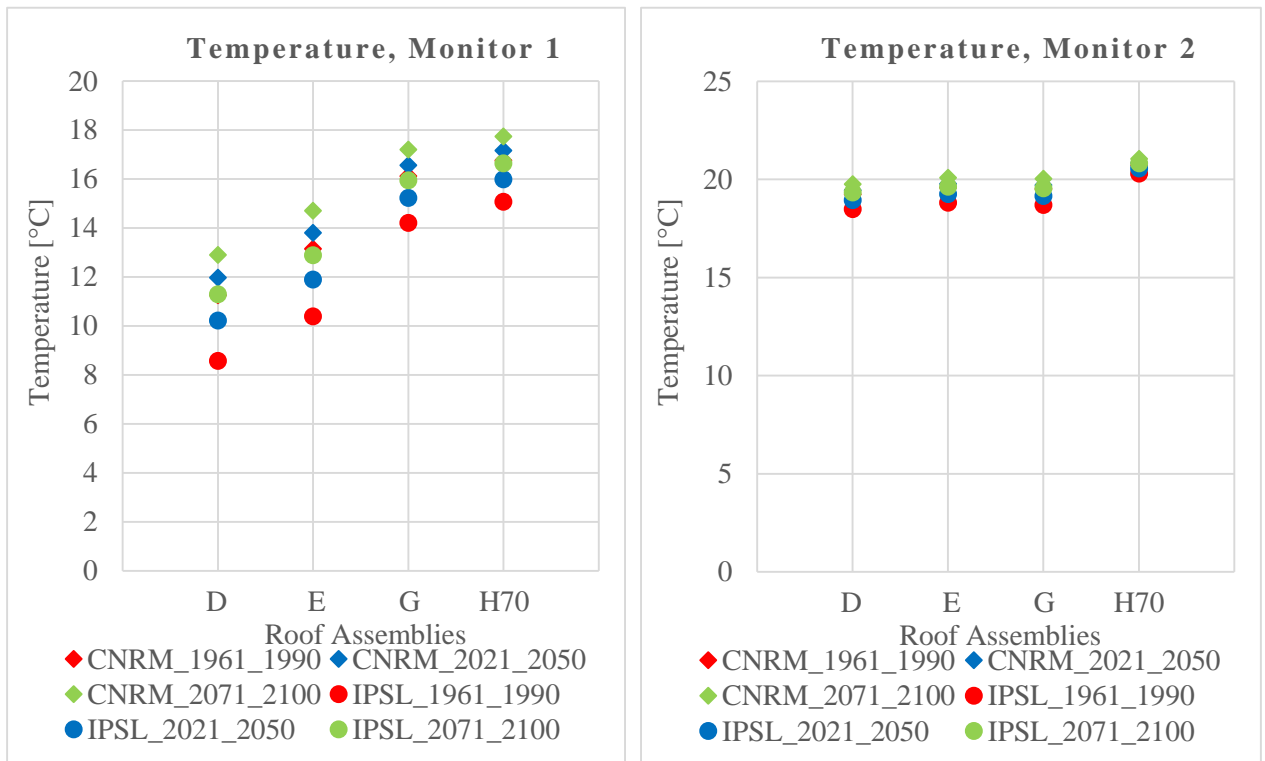 Temperature, Monitor 1
Temperature [°C]
20
18
16
14
12
10
8
6
4
2
0
D E G H70
Roof Assemblies
CNRM_1961_1990 CNRM_2021_2050
CNRM_2071_2100 IPSL_1961_1990
IPSL_2021_2050 IPSL_2071_2100
Temperature, Monitor 2
Temperature [°C]
25
20
15
10
5
0
D E G H70
Roof Assemblies
CNRM_1961_1990 CNRM_2021_2050
CNRM_2071_2100 IPSL_1961_1990
IPSL_2021_2050 IPSL_2071_2100